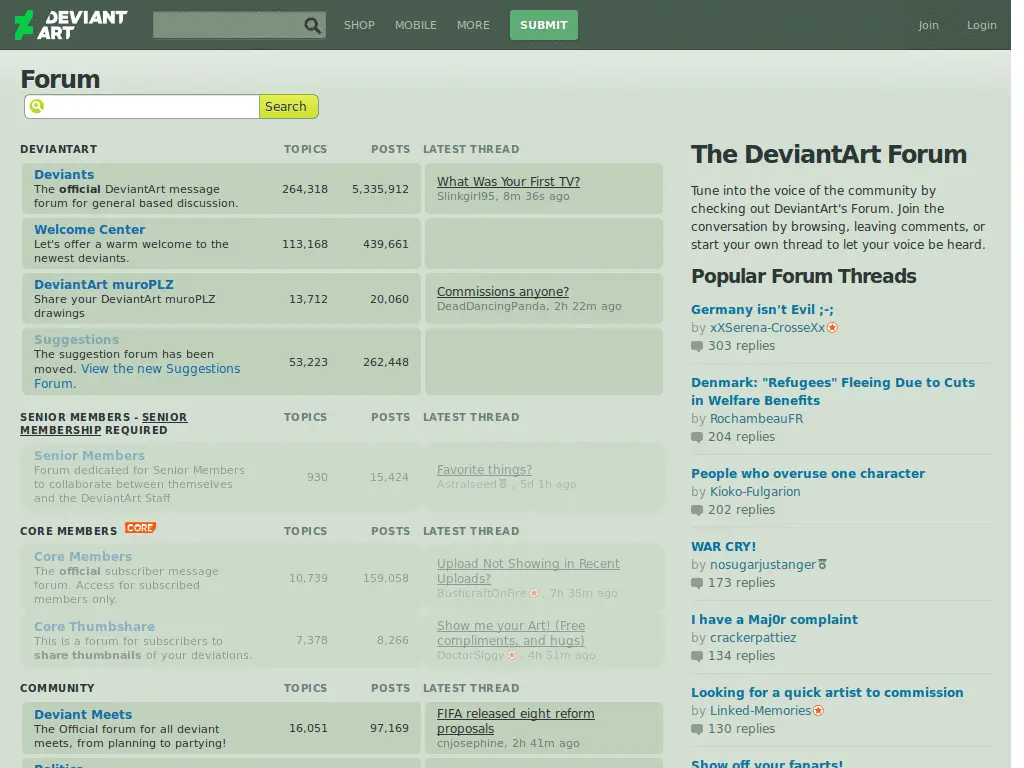 DEVIANT
ART
SHOP MOBILE MORE SUBMIT Join Login
Forum
Search
DEVIANTART TOPICS POSTS LATEST THREAD
Deviants
The official DeviantArt message
forum for general based discussion.
264,318 5,335,912
What Was Your First TV?
Slinkgirl95, 8m 36s ago
Welcome Center
Let's offer a warm welcome to the
newest deviants.
113,168 439,661
DeviantArt muroPLZ
Share your DeviantArt muroPLZ
drawings
13,712 20,060
Commissions anyone?
DeadDancingPanda, 2h 22m ago
Suggestions
The suggestion forum has been
moved. View the new Suggestions
Forum.
53,223 262,448
SENIOR MEMBERS - SENIOR
MEMBERSHIP REQUIRED
TOPICS POSTS LATEST THREAD
Senior Members
Forum dedicated for Senior Members
to collaborate between themselves
and the DeviantArt Staff
930 15,424
Favorite things?
Astralseed , 5d 1h ago
CORE MEMBERS CORE TOPICS POSTS LATEST THREAD
Core Members
The official subscriber message
forum. Access for subscribed
members only.
10,739 159,058
Upload Not Showing in Recent
Uploads?
BushcraftOnFire , 7h 35m ago
Core Thumbshare
This is a forum for subscribers to
share thumbnails of your deviations.
7,378 8,266
Show me your Art! (Free
compliments, and hugs)
DoctorSiggy , 4h 51m ago
COMMUNITY TOPICS POSTS LATEST THREAD
Deviant Meets
The Official forum for all deviant
meets, from planning to partying!
16,051 97,169
FIFA released eight reform
proposals
cnjosephine, 2h 41m ago
Politics
The DeviantArt Forum
Tune into the voice of the community by
checking out DeviantArt's Forum. Join the
conversation by browsing, leaving comments, or
start your own thread to let your voice be heard.
Popular Forum Threads
Germany isn't Evil ;-;
by xXSerena-CrosseXx
303 replies
Denmark: "Refugees" Fleeing Due to Cuts
in Welfare Benefits
by RochambeauFR
204 replies
People who overuse one character
by Kioko-Fulgarion
202 replies
WAR CRY!
by nosugarjustanger
173 replies
I have a Maj0r complaint
by crackerpattiez
134 replies
Looking for a quick artist to commission
by Linked-Memories
130 replies
Show off your fanarts!